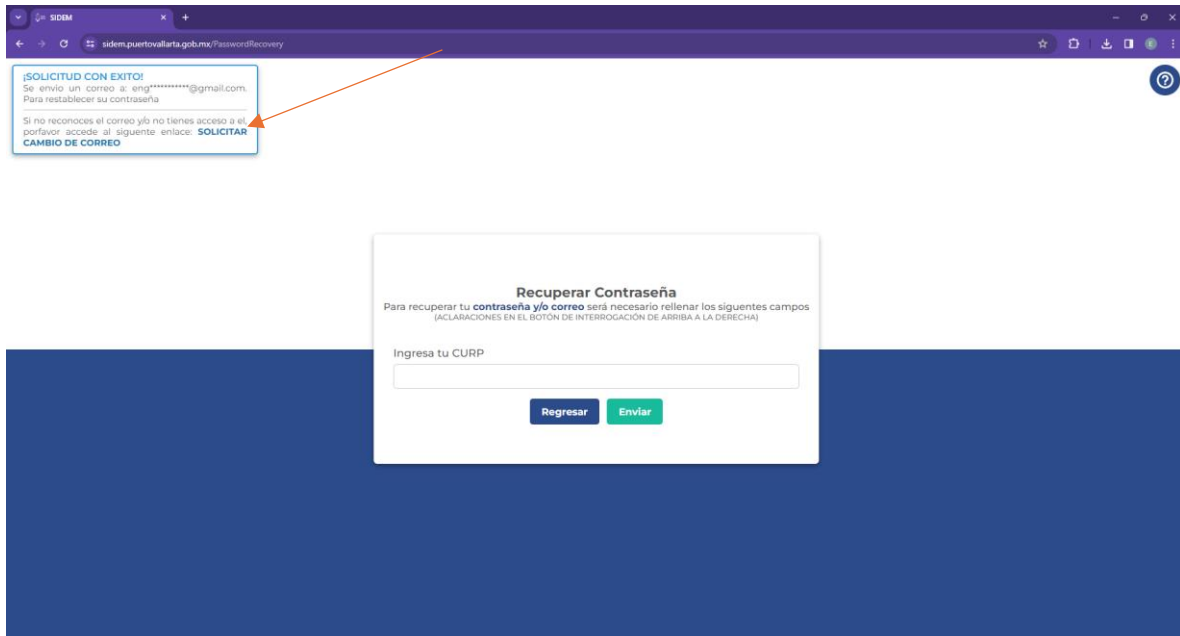 SIDEM
sidem.puertovallarta.gob.mx/PasswordRecovery
¡SOLICITUD CON EXITO!
Se envio un correo a: eng***********@gmail.com.
Para restablecer su contraseña
Si no reconoces el correo y/o no tienes acceso a el,
porfavor accede al siguente enlace: SOLICITAR
CAMBIO DE CORREO
Recuperar Contraseña
Para recuperar tu contraseña y/o correo será necesario rellenar los siguentes campos
(ACLARACIONES EN EL BOTÓN DE INTERROGACIÓN DE ARRIBA A LA DERECHA)
Ingresa tu CURP
Regresar Enviar